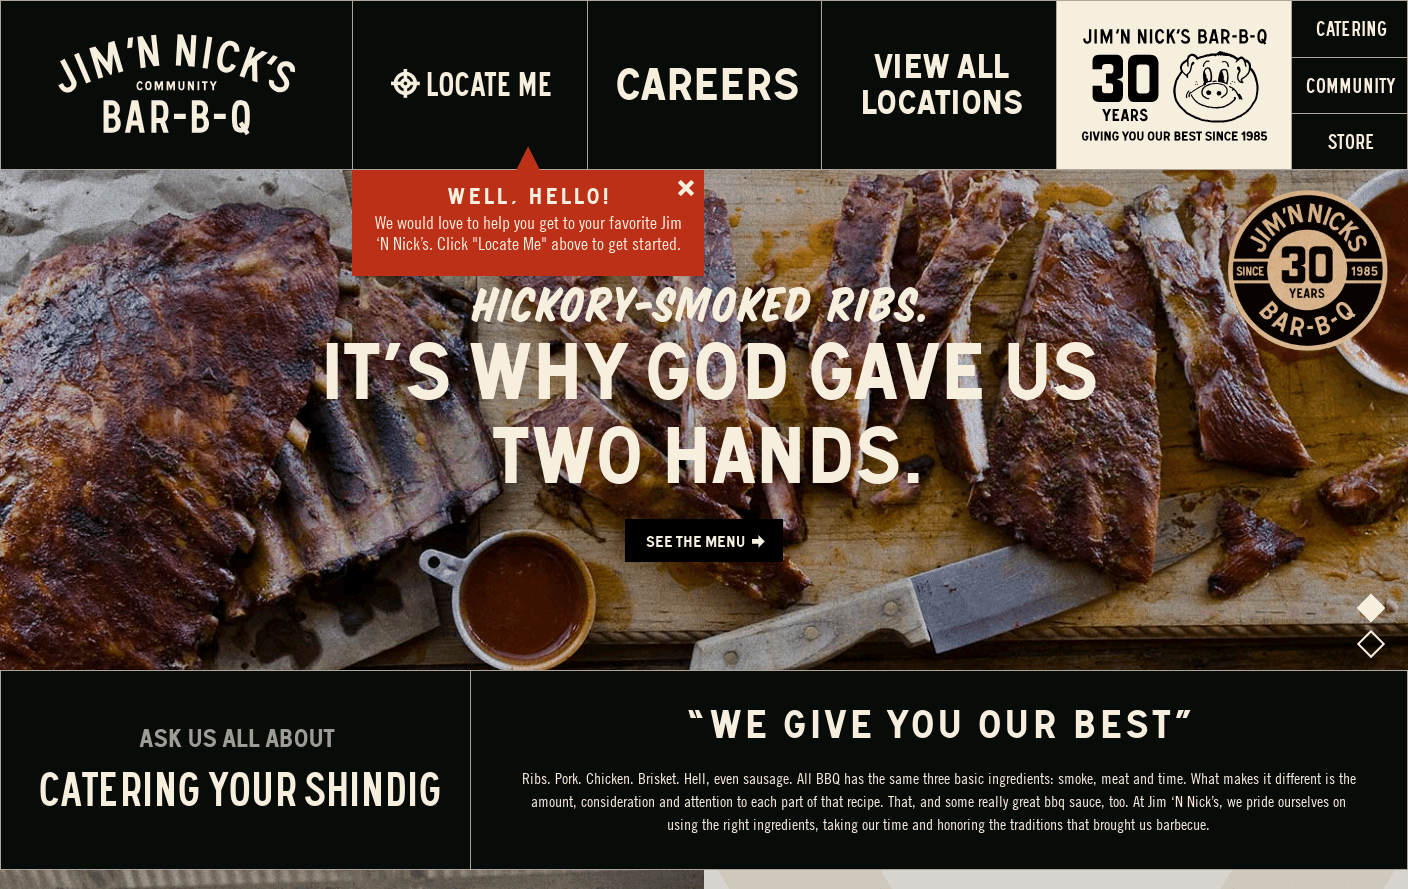 JIM'N NICK'S
COMMUNITY
BAR-B-Q
LOCATE ME
CAREERS
VIEW ALL
LOCATIONS
JIM'N NICK'S BAR-B-Q
30
YEARS
GIVING YOU OUR BEST SINCE 1985
CATERING
COMMUNITY
STORE
WELL, HELLO!
We would love to help you get to your favorite Jim
‘N Nick’s. Click "Locate Me" above to get started.
JIM'N NICKS
SINCE 30 1985
YEARS
BAR-B-Q
HICKORY-SMOKED RIBS.
IT’S WHY GOD GAVE US
TWO HANDS.
SEE THE MENU
ASK US ALL ABOUT
CATERING YOUR SHINDIG
“WE GIVE YOU OUR BEST”
Ribs. Pork. Chicken. Brisket. Hell, even sausage. All BBQ has the same three basic ingredients: smoke, meat and time. What makes it different is the
amount, consideration and attention to each part of that recipe. That, and some really great bbq sauce, too. At Jim ‘N Nick’s, we pride ourselves on
using the right ingredients, taking our time and honoring the traditions that brought us barbecue.